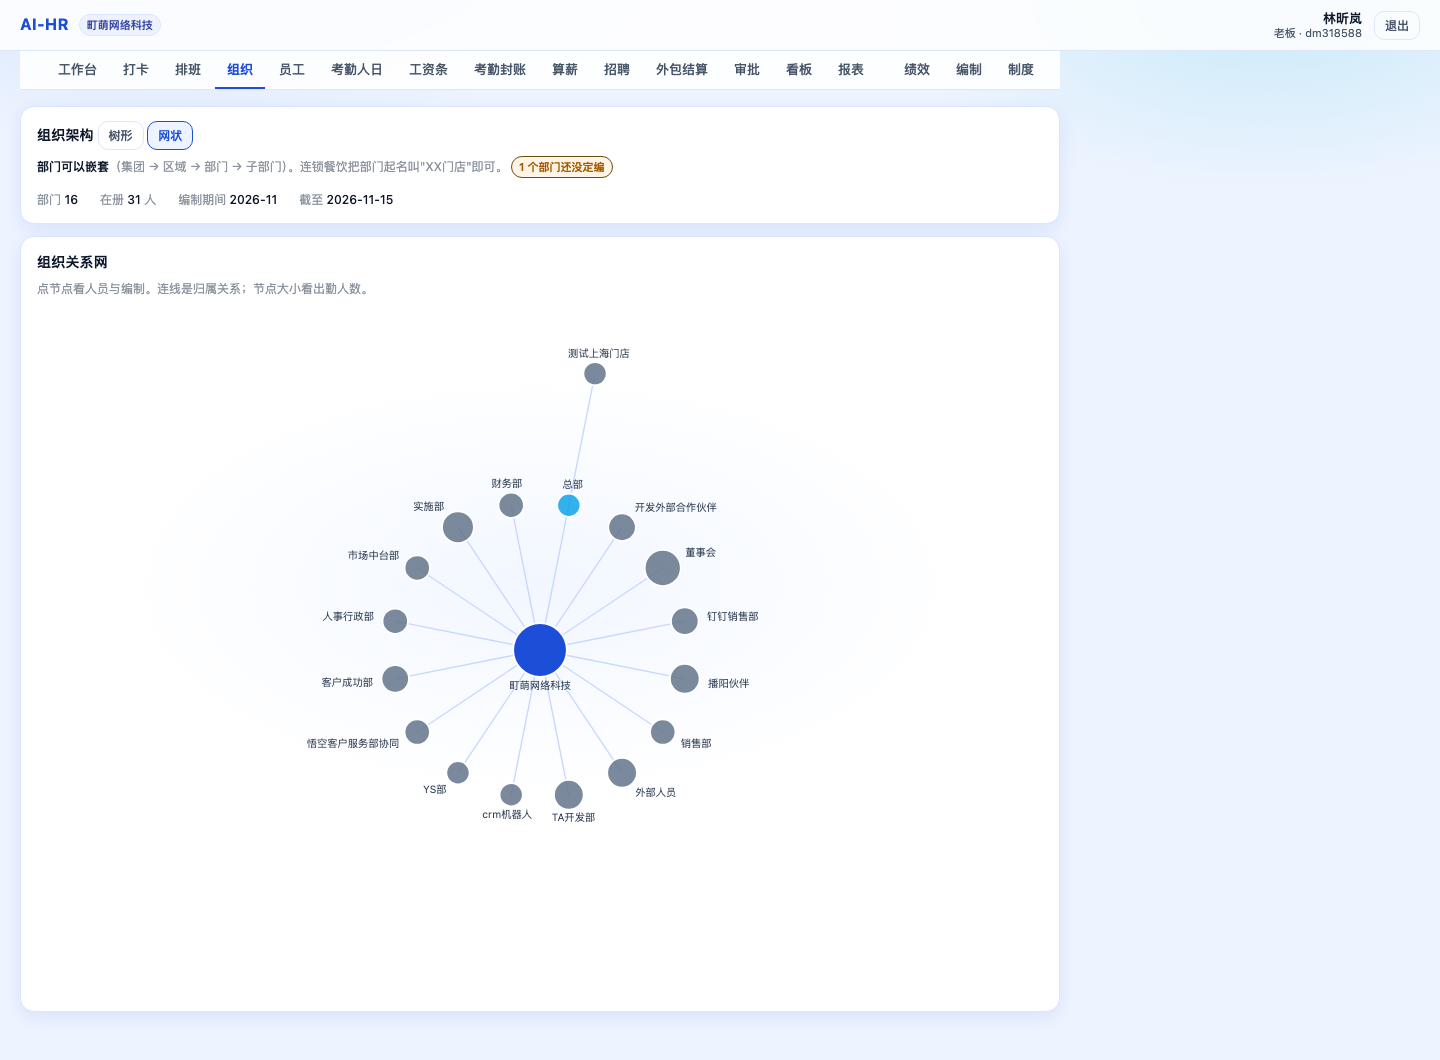 AI-HR 町萌网络科技
林昕岚
老板 · dm318588
退出
工作台 打卡 排班 组织 员工 考勤人日 工资条 考勤封账 算薪 招聘 外包结算 审批 看板 报表 绩效 编制 制度
组织架构 树形 网状
部门可以嵌套（集团 → 区域 → 部门 → 子部门）。连锁餐饮把部门起名叫"XX门店"即可。 1 个部门还没定编
部门 16 在册 31 人 编制期间 2026-11 截至 2026-11-15
组织关系网
点节点看人员与编制。连线是归属关系；节点大小看出勤人数。
测试上海门店
财务部 总部
实施部 开发外部合作伙伴
市场中台部 董事会
人事行政部 钉钉销售部
客户成功部 町萌网络科技 播阳伙伴
悟空客户服务部协同 销售部
YS部 外部人员
crm机器人 TA开发部